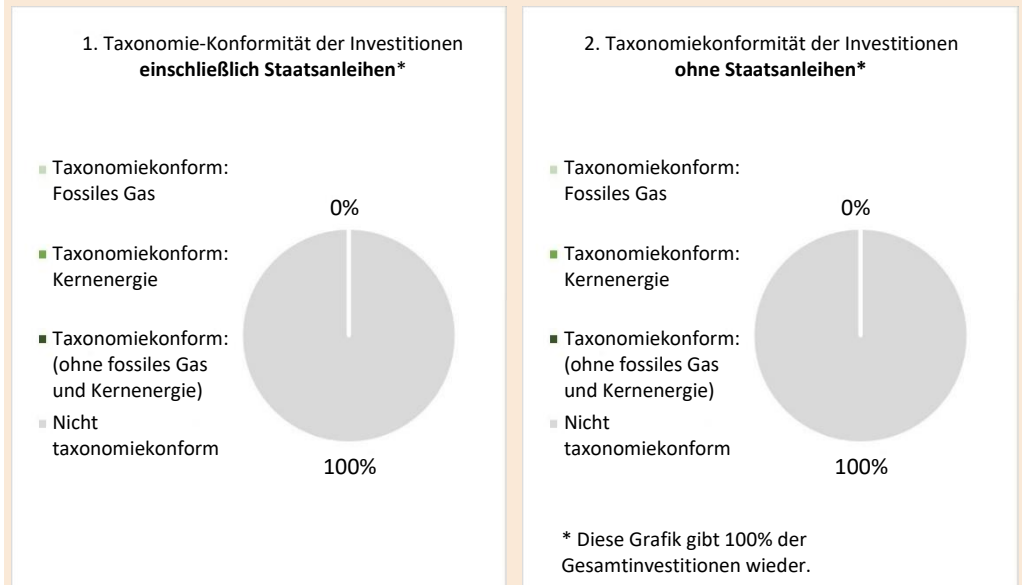 1. Taxonomie-Konformität der Investitionen
einschließlich Staatsanleihen*
Taxonomiekonform:
Fossiles Gas
Taxonomiekonform:
Kernenergie
Taxonomiekonform:
(ohne fossiles Gas
und Kernenergie)
Nicht
taxonomiekonform
0%
100%
2. Taxonomiekonformität der Investitionen
ohne Staatsanleihen*
Taxonomiekonform:
Fossiles Gas
Taxonomiekonform:
Kernenergie
Taxonomiekonform:
(ohne fossiles Gas
und Kernenergie)
Nicht
taxonomiekonform
0%
100%
* Diese Grafik gibt 100% der
Gesamtinvestitionen wieder.